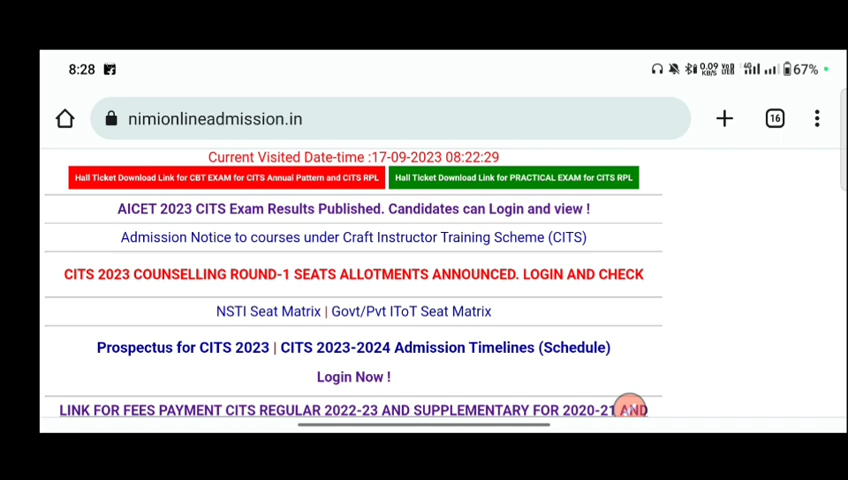 8:28
0.09 KB/S
4G
67%
nimionlineadmission.in
16
Current Visited Date-time :17-09-2023 08:22:29
Hall Ticket Download Link for CBT EXAM for CITS Annual Pattern and CITS RPL
Hall Ticket Download Link for PRACTICAL EXAM for CITS RPL
AICET 2023 CITS Exam Results Published. Candidates can Login and view !
Admission Notice to courses under Craft Instructor Training Scheme (CITS)
CITS 2023 COUNSELLING ROUND-1 SEATS ALLOTMENTS ANNOUNCED. LOGIN AND CHECK
NSTI Seat Matrix | Govt/Pvt IToT Seat Matrix
Prospectus for CITS 2023 | CITS 2023-2024 Admission Timelines (Schedule)
Login Now !
LINK FOR FEES PAYMENT CITS REGULAR 2022-23 AND SUPPLEMENTARY FOR 2020-21 AND